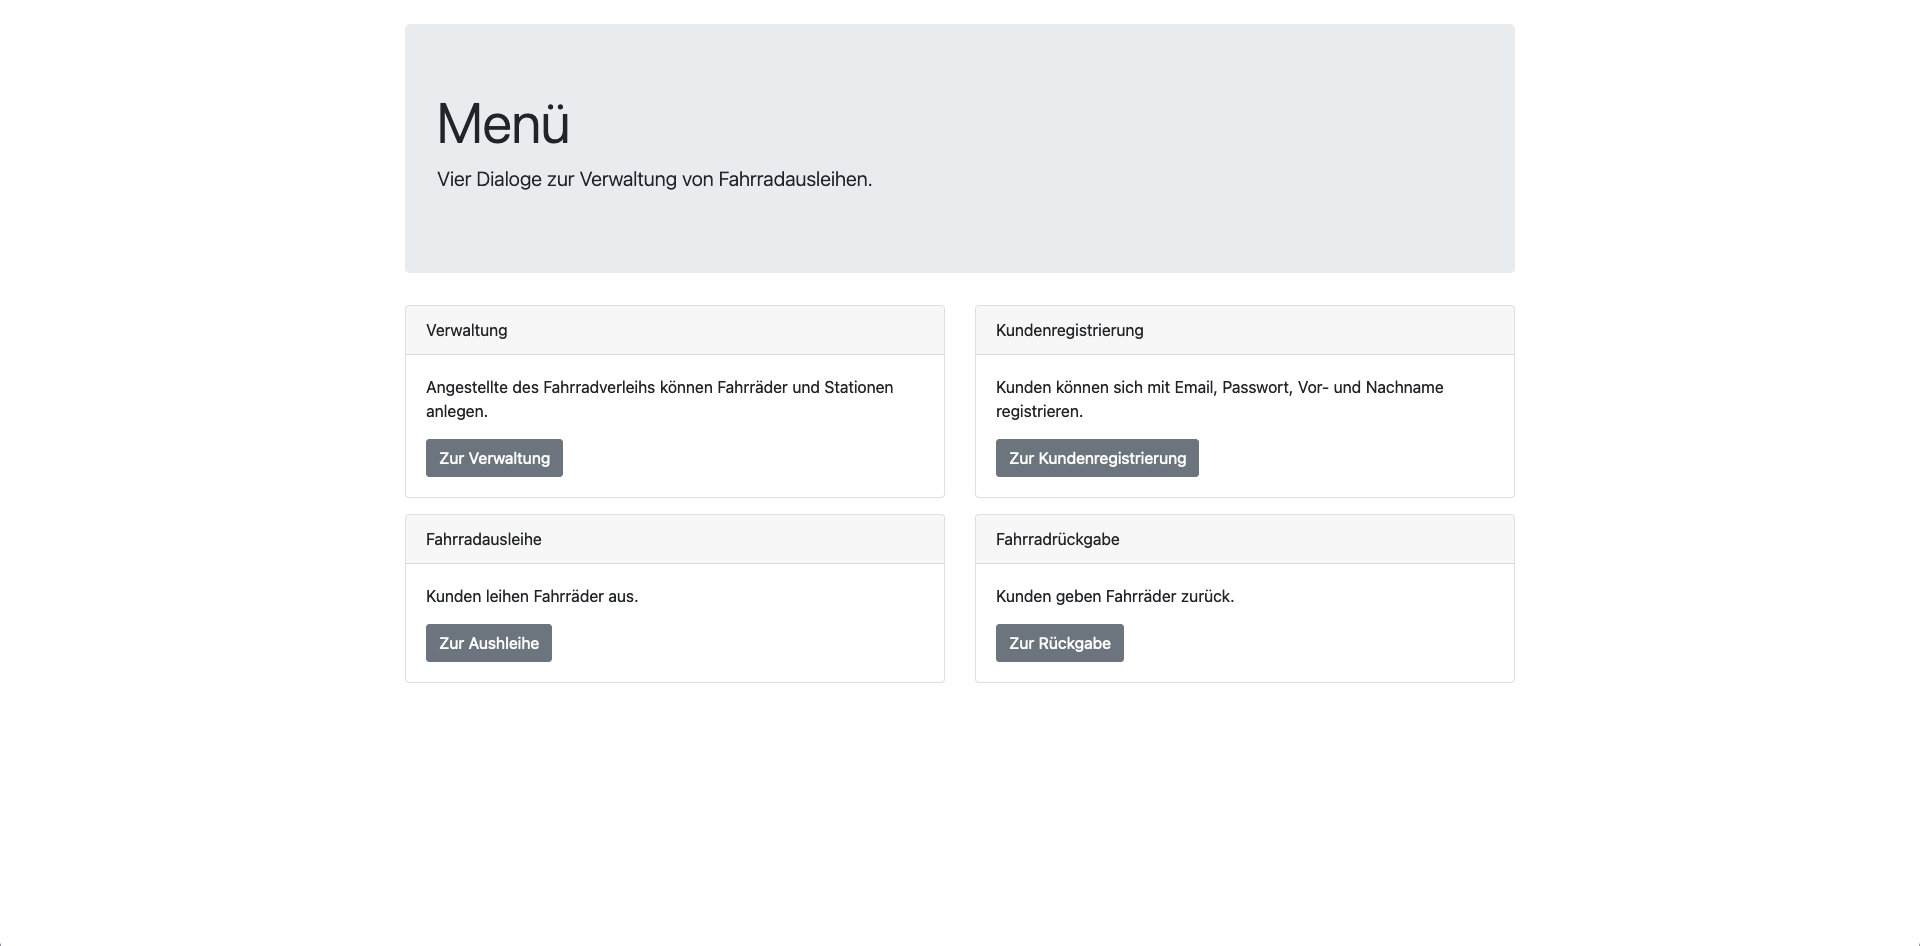 Menü
Vier Dialoge zur Verwaltung von Fahrradausleihen.
Verwaltung
Angestellte des Fahrradverleihs können Fahrräder und Stationen
anlegen.
Zur Verwaltung
Kundenregistrierung
Kunden können sich mit Email, Passwort, Vor- und Nachname
registrieren.
Zur Kundenregistrierung
Fahrradausleihe
Kunden leihen Fahrräder aus.
Zur Aushleihe
Fahrradrückgabe
Kunden geben Fahrräder zurück.
Zur Rückgabe